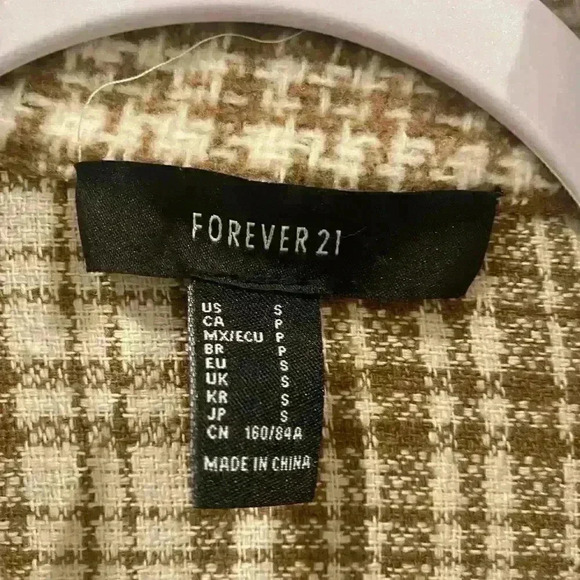 FOREVER 21
US S
CA P
MX/ECU P
BR P
EU S
UK S
KR S
JP S
CN 160/84A
MADE IN CHINA